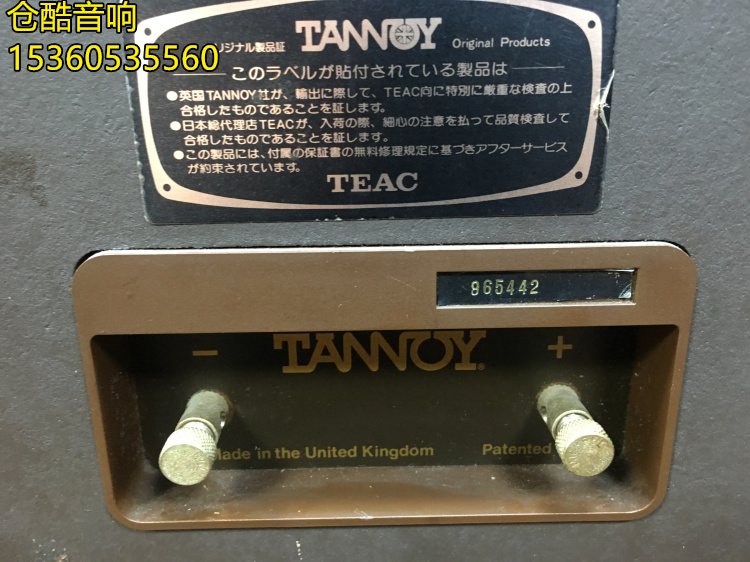 仓酷音响
15360535560
リジナル製品証 TANNOY Original Products
このラベルが貼付されている製品は
●英国TANNOY社が、輸出に際して、TEAC向に特別に厳重な検査の上
合格したものであることを証します。
●日本総代理店TEACが、入荷の際、細心の注意を払って品質検査して
合格したものであることを証します。
●この製品には、付属の保証書の無料修理規定に基づきアフターサービス
が約束されています。
TEAC
965442
− TANNOY® +
Made in the United Kingdom Patented